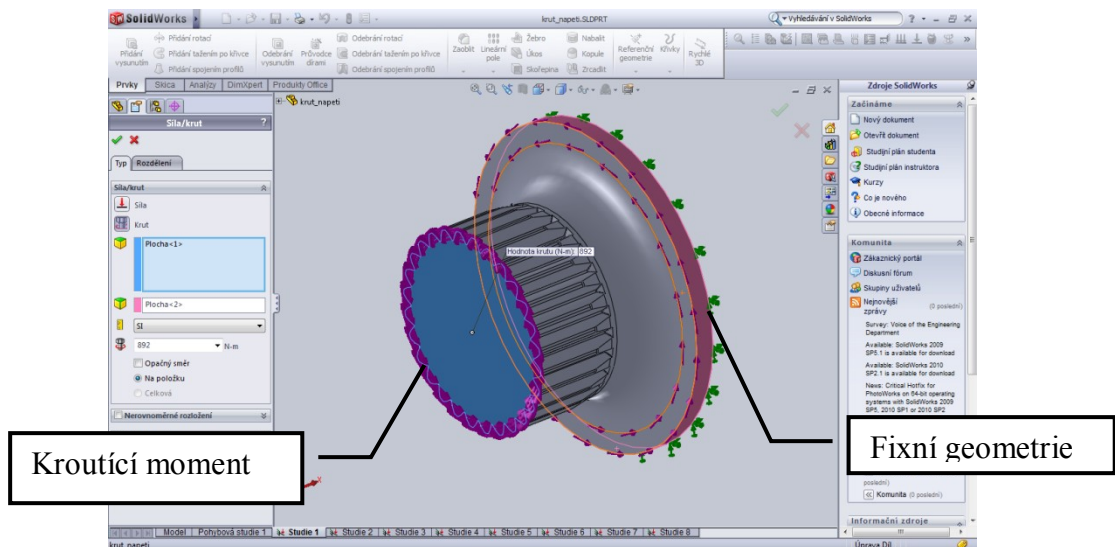 SolidWorks
krut_napeti.SLDPRT
Vyhledávání v SolidWorks
Přidání vysunutím
Přidání rotací
Přidání tažením po křivce
Přidání spojením profilů
Odebrání vysunutím
Průvodce dírami
Odebrání rotací
Odebrání tažením po křivce
Odebrání spojením profilů
Zaoblit
Lineární pole
Žebro
Úkos
Skořepina
Nabalit
Kapule
Zrcadlit
Referenční geometrie
Křivky
Rychlé 3D
Prvky
Skica
Analýzy
DimXpert
Produkty Office
krut_napeti
Síla/krut
?
Typ
Rozdělení
Síla/krut
Síla
Krut
Plocha<1>
Plocha<2>
SI
892 N-m
Opačný směr
Na položku
Celková
Nerovnoměrné rozložení
Hodnota krutu (N-m): 892
Kroutící moment
Fixní geometrie
Zdroje SolidWorks
Začínáme
Nový dokument
Otevřít dokument
Studijní plán studenta
Studijní plán instruktora
Kurzy
Co je nového
Obecné informace
Komunita
Zákaznický portál
Diskusní fórum
Skupiny uživatelů
Nejnovější zprávy
(0 poslední)
Survey: Voice of the Engineering
Department
Available: SolidWorks 2009
SP5.1 is available for download
Available: SolidWorks 2010
SP2.1 is available for download
News: Critical Hotfix for
PhotoWorks on 64-bit operating
systems with SolidWorks 2009
SP5, 2010 SP1 or 2010 SP2
poslední)
Komunita (0 poslední)
Informační zdroje
Model
Pohybová studie 1
Studie 1
Studie 2
Studie 3
Studie 4
Studie 5
Studie 6
Studie 7
Studie 8
krut_napeti
Úprava Díl